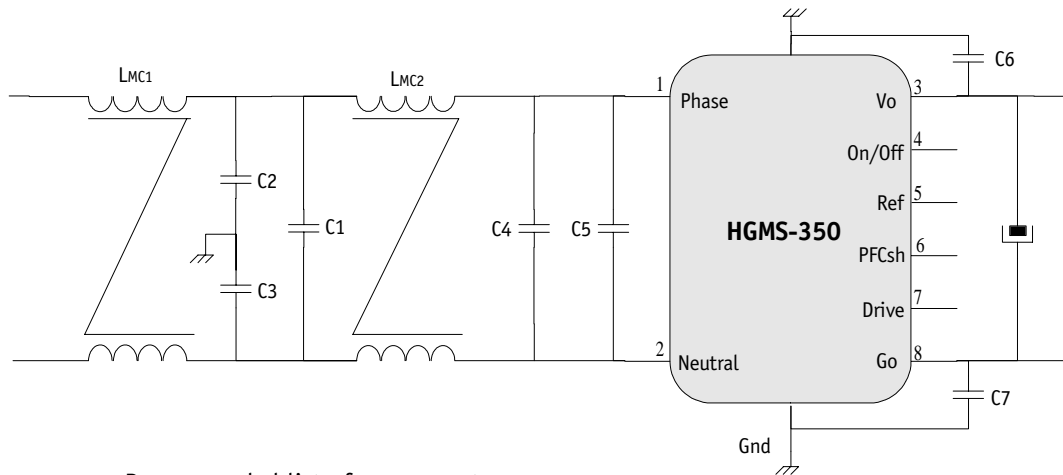 C6
LMC1
LMC2
1
3
Phase
Vo
4
On/Off
C2
5
Ref
C4
C5
C1
HGMS-350
6
PFCsh
C3
7
Drive
2
8
Neutral
Go
C7
Gnd